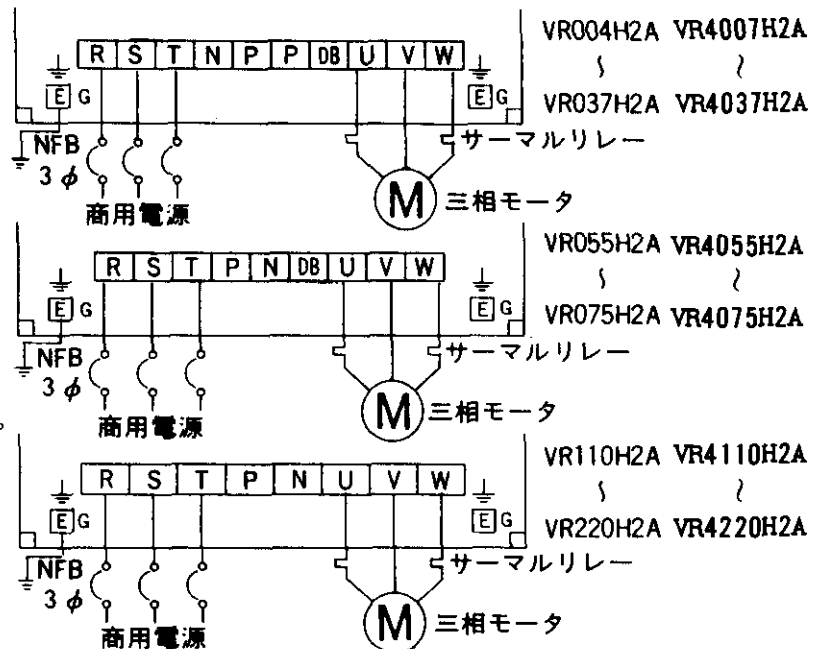 VR004H2A VR4007H2A
R S T N P P DB U V W
〜 〜
E G E G
VR037H2A VR4037H2A
NFB サーマルリレー
3φ
M 三相モータ
商用電源
VR055H2A VR4055H2A
R S T P N DB U V W
〜 〜
E G E G
VR075H2A VR4075H2A
NFB サーマルリレー
3φ
M 三相モータ
商用電源
VR110H2A VR4110H2A
R S T P N U V W
〜 〜
E G E G
VR220H2A VR4220H2A
NFB サーマルリレー
3φ
M 三相モータ
商用電源